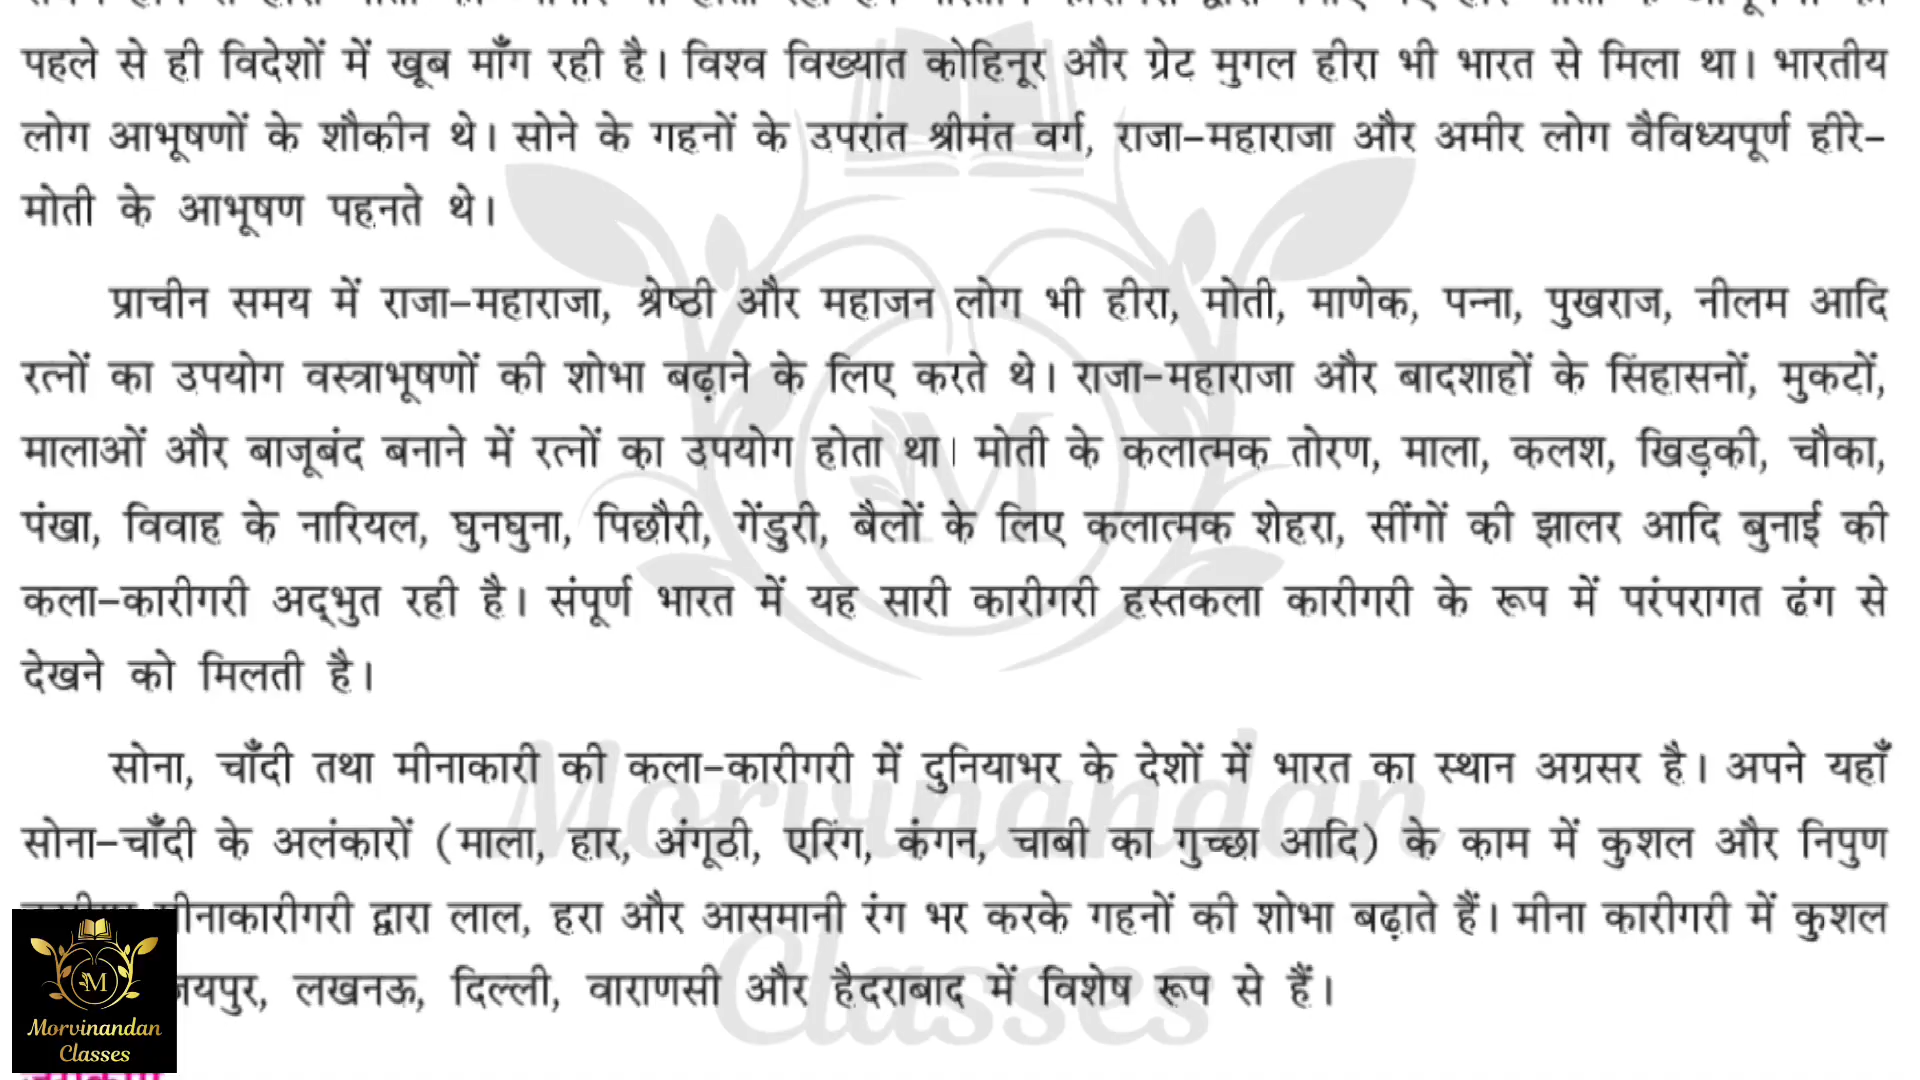 पहले से ही विदेशों में खूब माँग रही है। विश्व विख्यात कोहिनूर और ग्रेट मुगल हीरा भी भारत से मिला था। भारतीय
लोग आभूषणों के शौकीन थे। सोने के गहनों के उपरांत श्रीमंत वर्ग, राजा-महाराजा और अमीर लोग वैविध्यपूर्ण हीरे-
मोती के आभूषण पहनते थे।
प्राचीन समय में राजा-महाराजा, श्रेष्ठी और महाजन लोग भी हीरा, मोती, माणेक, पन्ना, पुखराज, नीलम आदि
रत्नों का उपयोग वस्त्राभूषणों की शोभा बढ़ाने के लिए करते थे। राजा-महाराजा और बादशाहों के सिंहासनों, मुकटों,
मालाओं और बाजूबंद बनाने में रत्नों का उपयोग होता था। मोती के कलात्मक तोरण, माला, कलश, खिड़की, चौका,
पंखा, विवाह के नारियल, घुनघुना, पिछौरी, गेंडुरी, बैलों के लिए कलात्मक शेहरा, सींगों की झालर आदि बुनाई की
कला-कारीगरी अद्भुत रही है। संपूर्ण भारत में यह सारी कारीगरी हस्तकला कारीगरी के रूप में परंपरागत ढंग से
देखने को मिलती है।
सोना, चाँदी तथा मीनाकारी की कला-कारीगरी में दुनियाभर के देशों में भारत का स्थान अग्रसर है। अपने यहाँ
सोना-चाँदी के अलंकारों (माला, हार, अंगूठी, एरिंग, कंगन, चाबी का गुच्छा आदि) के काम में कुशल और निपुण
द्वारा लाल, हरा और आसमानी रंग भर करके गहनों की शोभा बढ़ाते हैं। मीना कारीगरी में कुशल
लखनऊ, दिल्ली, वाराणसी और हैदराबाद में विशेष रूप से हैं।
M
Morvinandan
Classes
M
Morvinandan
Classes